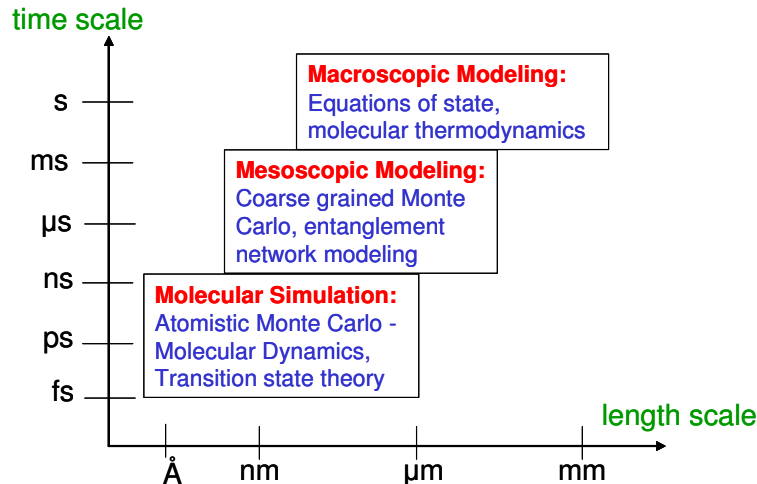 time scale
Macroscopic Modeling:
Equations of state,
molecular thermodynamics
s
ms
Mesoscopic Modeling:
Coarse grained Monte
Carlo, entanglement
network modeling
µs
ns
Molecular Simulation:
Atomistic Monte Carlo -
Molecular Dynamics,
Transition state theory
ps
fs
length scale
Å
nm
µm
mm